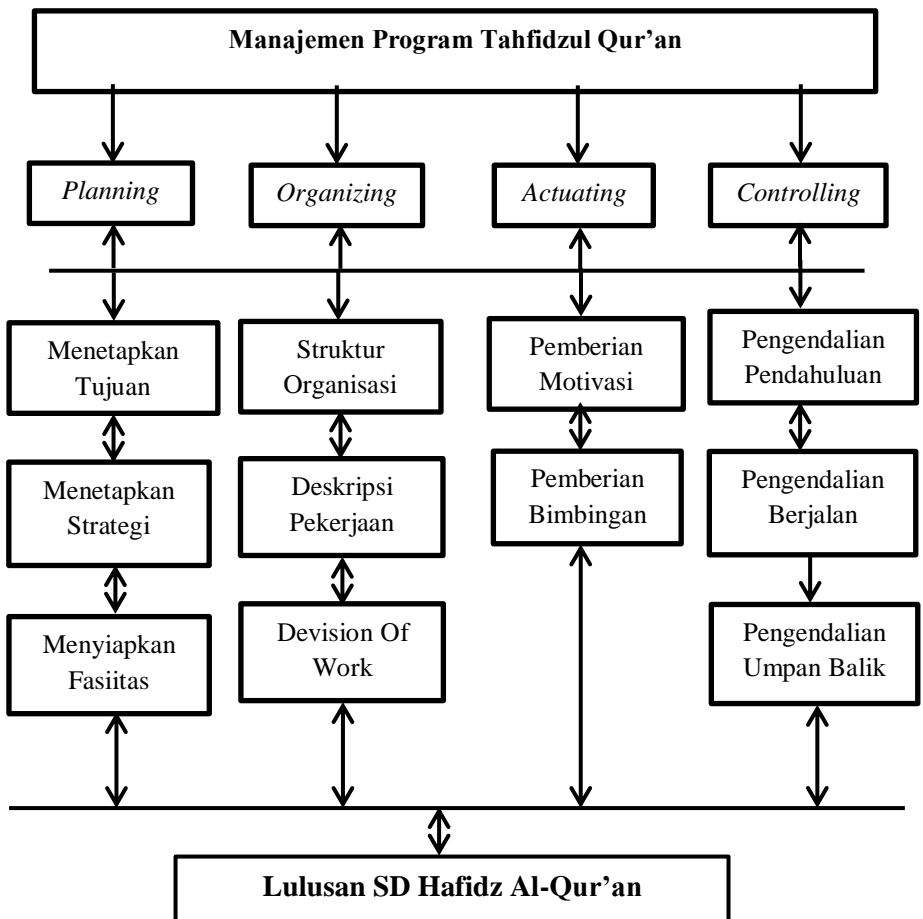 Manajemen Program Tahfidzul Qur’an
Planning
Organizing
Actuating
Controlling
Menetapkan
Tujuan
Struktur
Organisasi
Pemberian
Motivasi
Pengendalian
Pendahuluan
Menetapkan
Strategi
Deskripsi
Pekerjaan
Pemberian
Bimbingan
Pengendalian
Berjalan
Menyiapkan
Fasiitas
Devision Of
Work
Pengendalian
Umpan Balik
Lulusan SD Hafidz Al-Qur’an